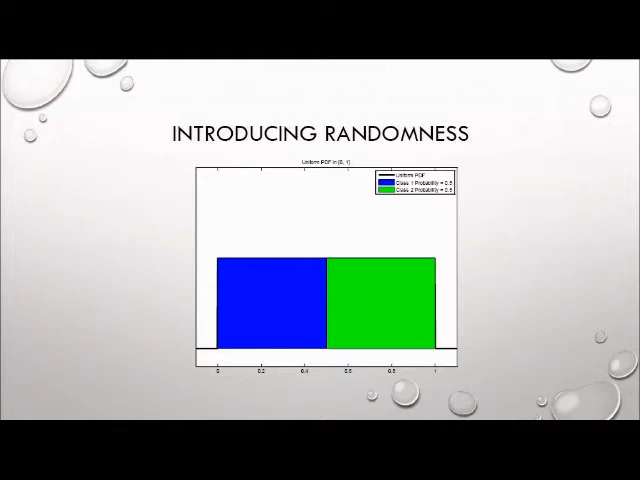 INTRODUCING RANDOMNESS
Uniform PDF in [0, 1]
Uniform PDF
Class 1 Probability = 0.5
Class 2 Probability = 0.5
0 0.2 0.4 0.6 0.8 1